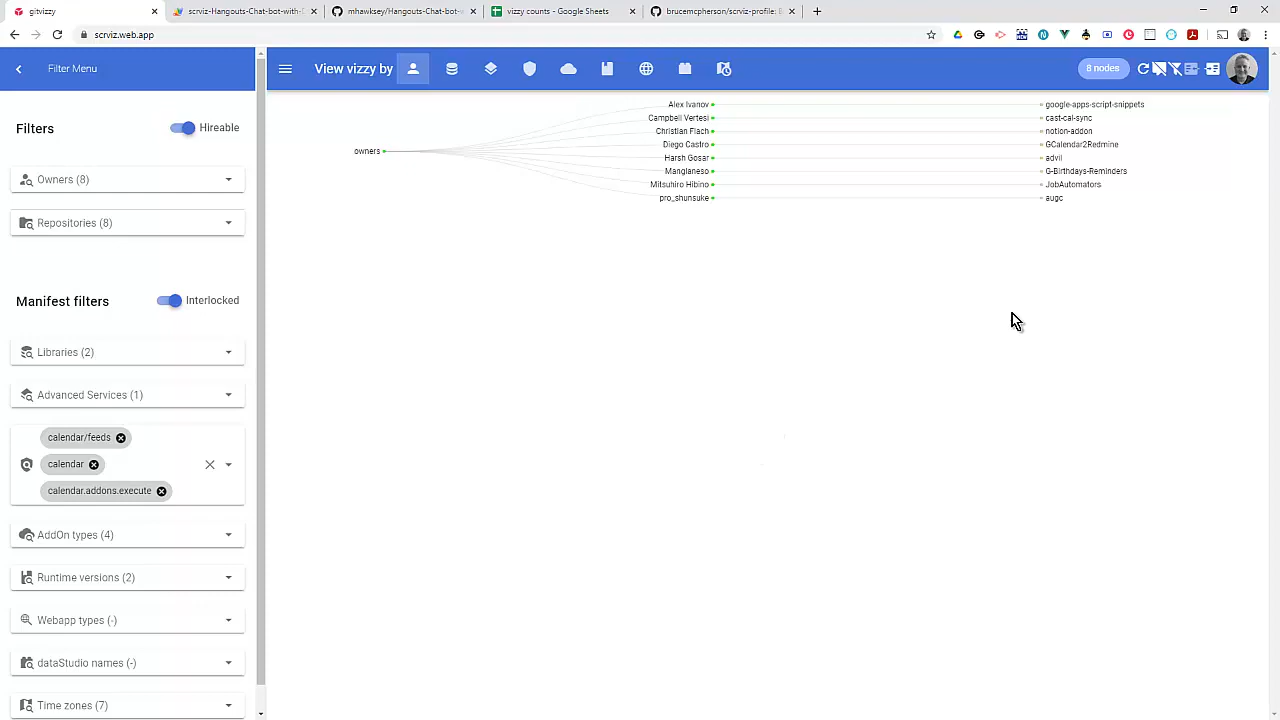 gitvizzy
scrviz-Hangouts-Chat-bot-with-
mhawksey/Hangouts-Chat-bot-
vizzy counts - Google Sheets
brucemcpherson/scrviz-profile:
scrviz.web.app
Filter Menu
View vizzy by
8 nodes
Filters
Hireable
Owners (8)
Repositories (8)
Manifest filters
Interlocked
Libraries (2)
Advanced Services (1)
calendar/feeds
calendar
calendar.addons.execute
AddOn types (4)
Runtime versions (2)
Webapp types (-)
dataStudio names (-)
Time zones (7)
owners
Alex Ivanov
google-apps-script-snippets
Campbell Vertesi
cast-cal-sync
Christian Flach
notion-addon
Diego Castro
GCalendar2Redmine
Harsh Gosar
advil
Manglaneso
G-Birthdays-Reminders
Mitsuhiro Hibino
JobAutomators
pro_shunsuke
augc